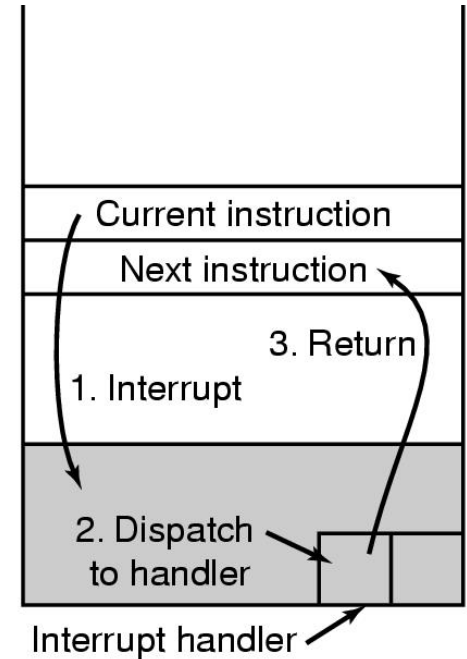 Current instruction
Next instruction
3. Return
1. Interrupt
2. Dispatch
to handler
Interrupt handler